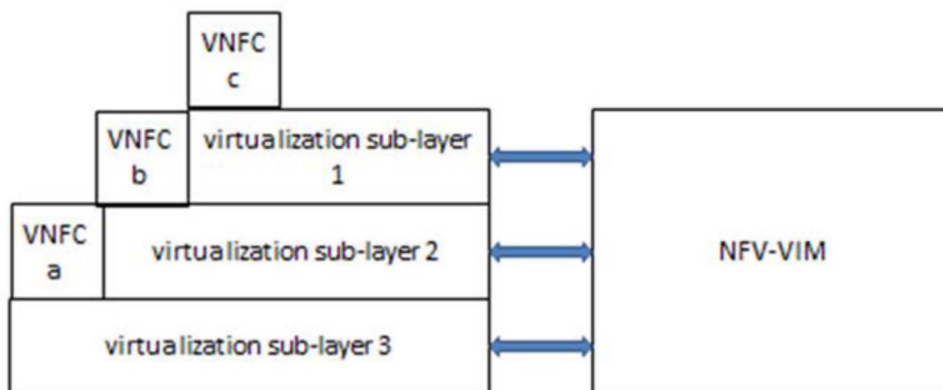 VNFC
c
VNFC
b
virtualization sub-layer
1
VNFC
a
virtualization sub-layer 2
NFV-VIM
virtualization sub-layer 3